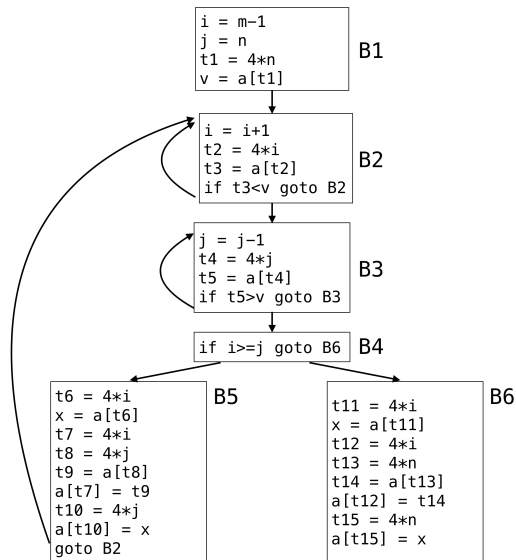 i = m-1
j = n
t1 = 4*n
v = a[t1]
B1
i = i+1
t2 = 4*i
t3 = a[t2]
if t3<v goto B2
B2
j = j-1
t4 = 4*j
t5 = a[t4]
if t5>v goto B3
B3
if i>=j goto B6
B4
t6 = 4*i
x = a[t6]
t7 = 4*i
t8 = 4*j
t9 = a[t8]
a[t7] = t9
t10 = 4*j
a[t10] = x
goto B2
B5
t11 = 4*i
x = a[t11]
t12 = 4*i
t13 = 4*n
t14 = a[t13]
a[t12] = t14
t15 = 4*n
a[t15] = x
B6